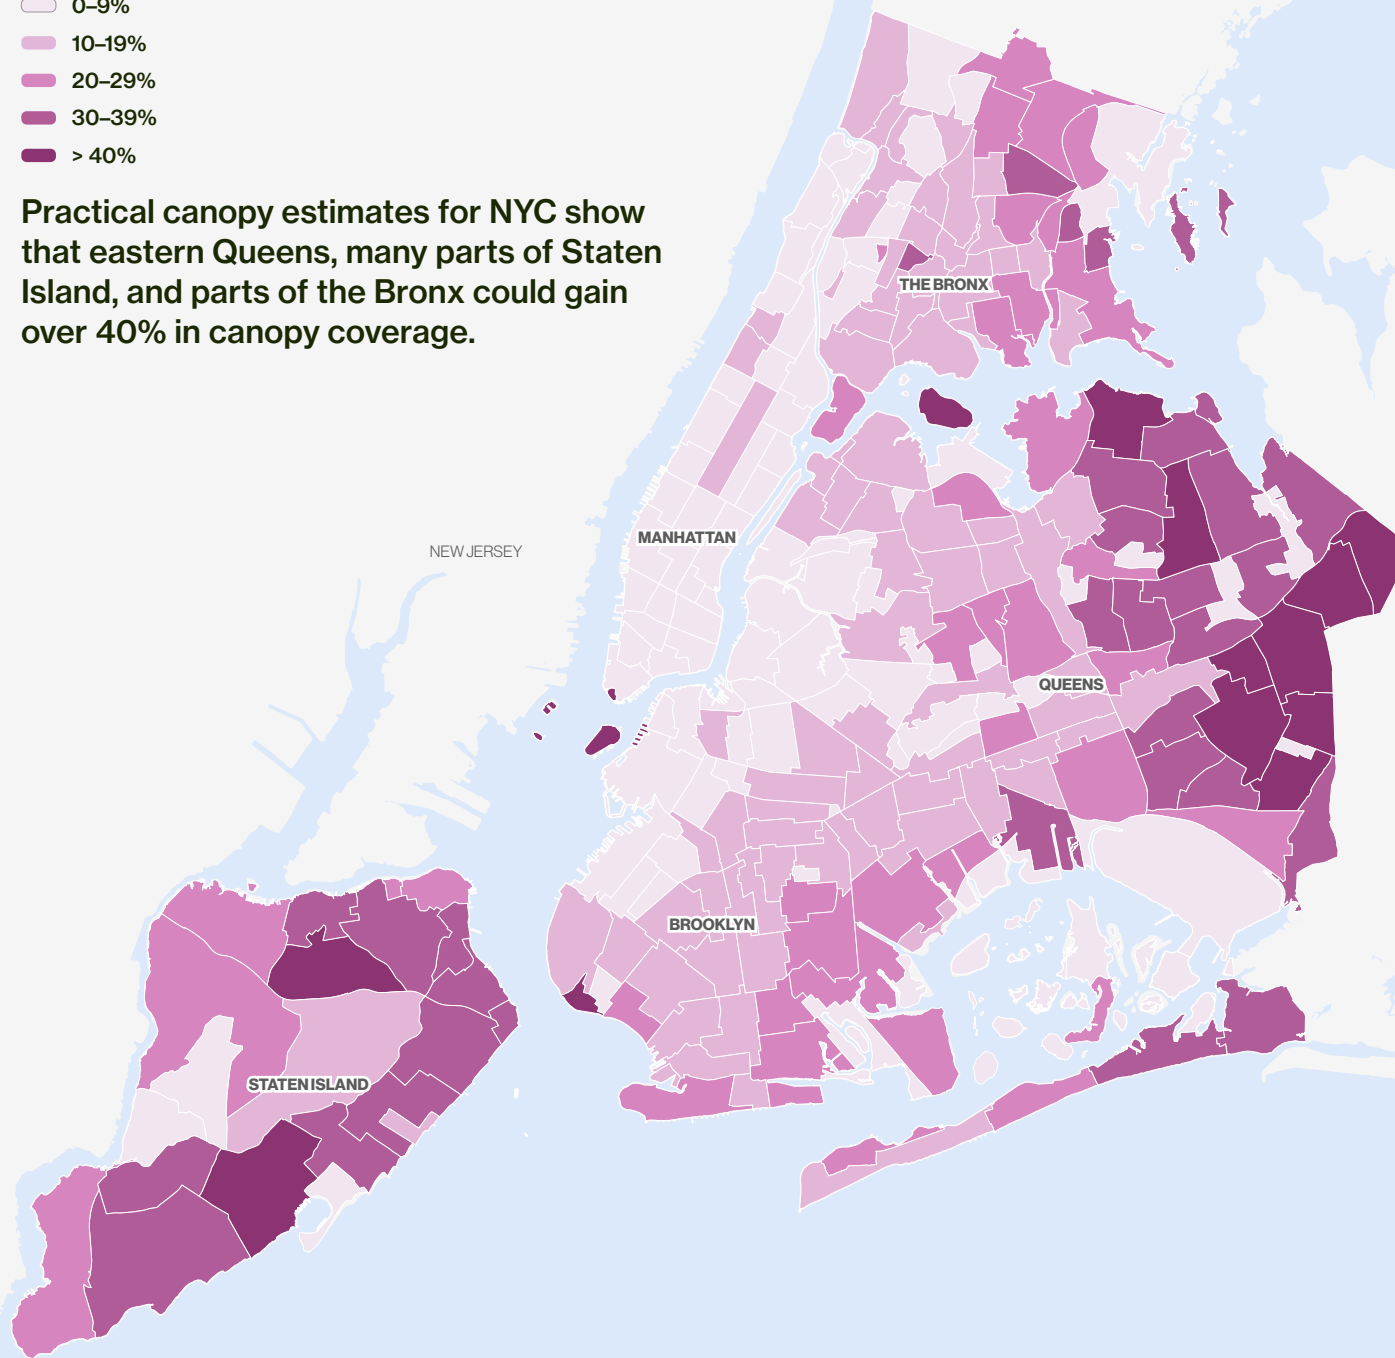 0–9%
10–19%
20–29%
30–39%
> 40%
Practical canopy estimates for NYC show
that eastern Queens, many parts of Staten
Island, and parts of the Bronx could gain
over 40% in canopy coverage.
THE BRONX
MANHATTAN
NEW JERSEY
QUEENS
BROOKLYN
STATEN ISLAND